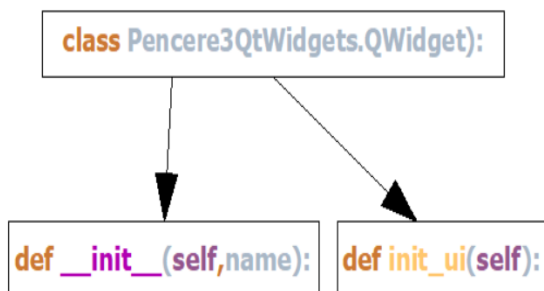 class Pencere3QtWidgets.QWidget):
def __init__(self,name):
def init_ui(self):